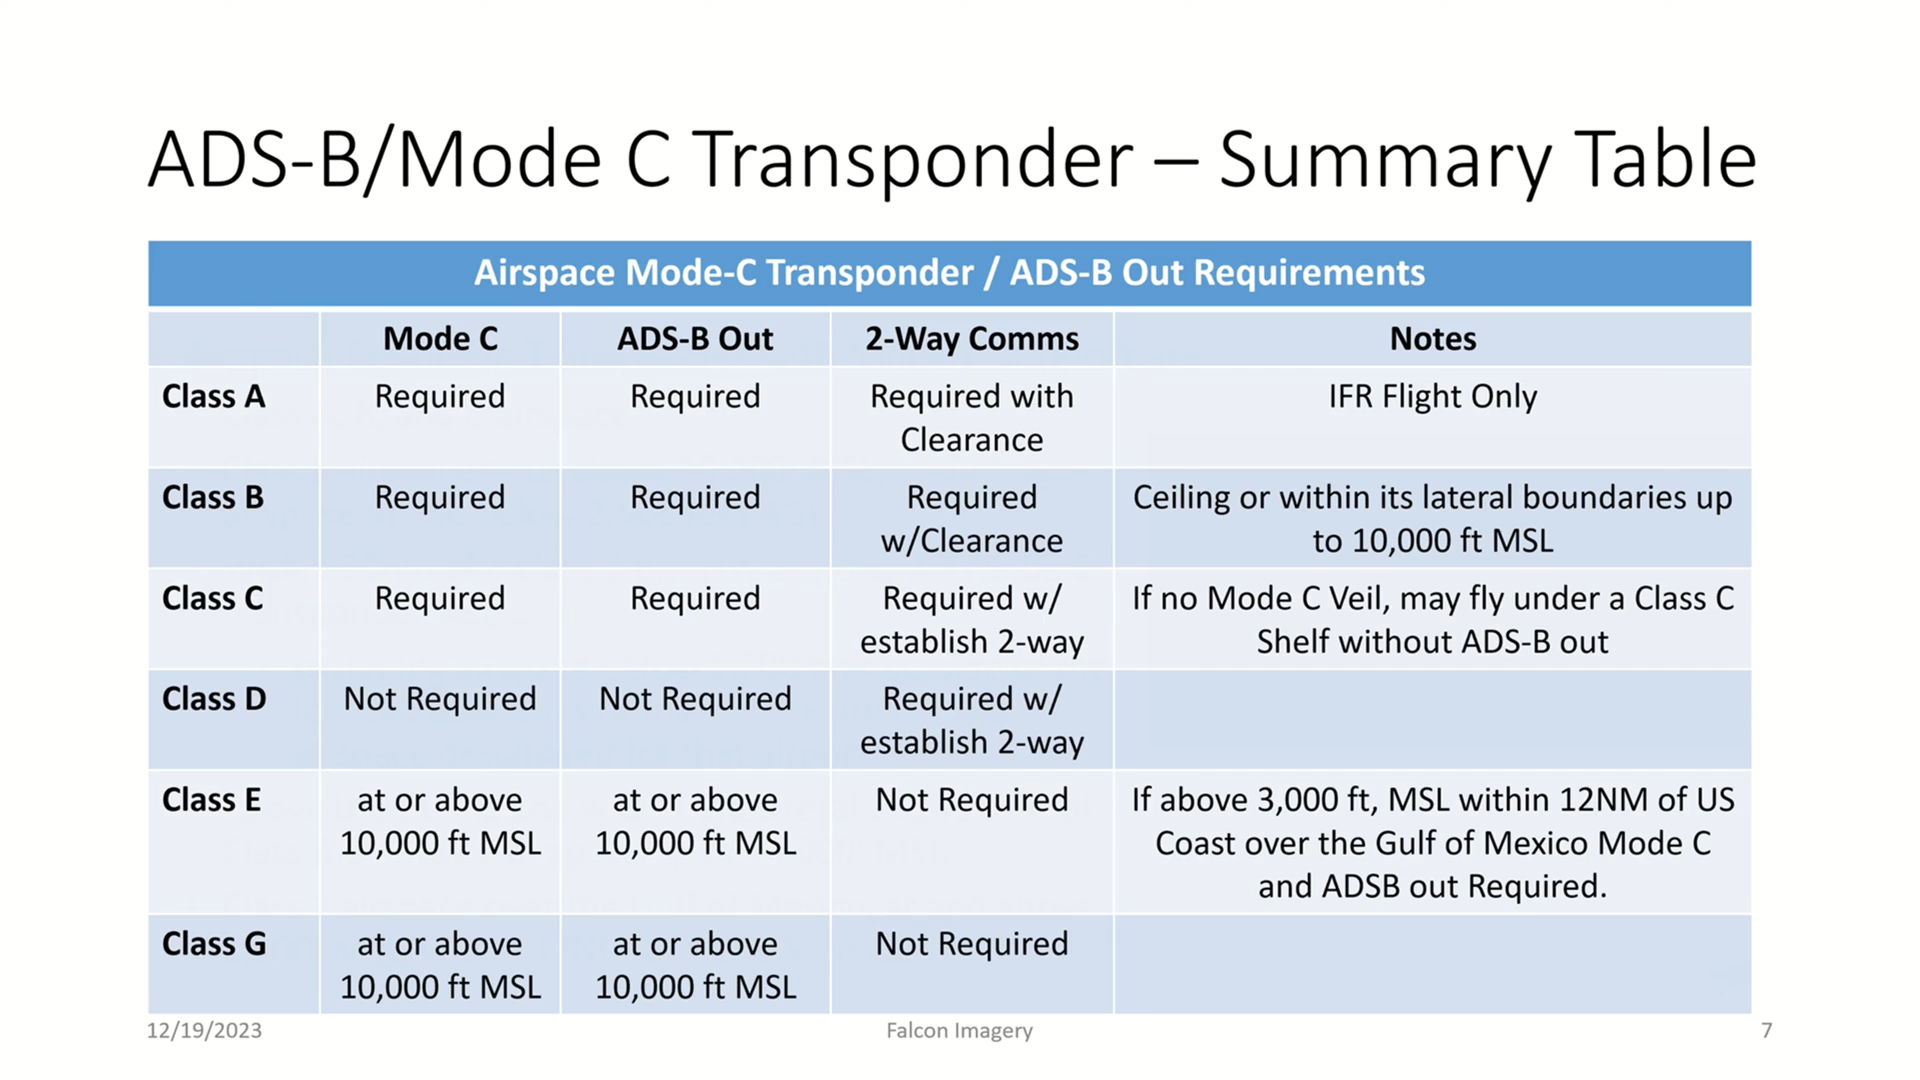 ADS-B/Mode C Transponder – Summary Table
Airspace Mode-C Transponder / ADS-B Out Requirements
Mode C ADS-B Out 2-Way Comms Notes
Class A Required Required Required with IFR Flight Only
Clearance
Class B Required Required Required Ceiling or within its lateral boundaries up
w/Clearance to 10,000 ft MSL
Class C Required Required Required w/ If no Mode C Veil, may fly under a Class C
establish 2-way Shelf without ADS-B out
Class D Not Required Not Required Required w/
establish 2-way
Class E at or above at or above Not Required If above 3,000 ft, MSL within 12NM of US
10,000 ft MSL 10,000 ft MSL Coast over the Gulf of Mexico Mode C
and ADSB out Required.
Class G at or above at or above Not Required
10,000 ft MSL 10,000 ft MSL
12/19/2023 Falcon Imagery 7